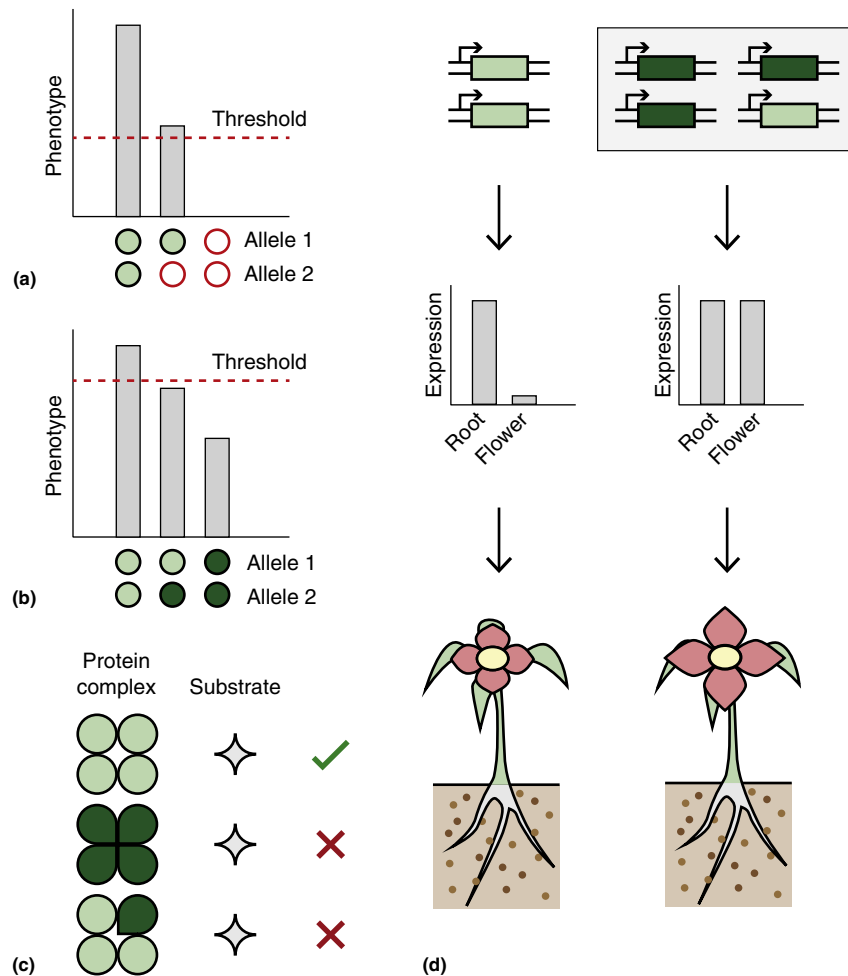 Phenotype
Threshold
Allele 1
Allele 2
(a)
Phenotype
Threshold
Allele 1
Allele 2
(b)
Protein
complex
Substrate
(c)
Expression
Root
Flower
Expression
Root
Flower
(d)